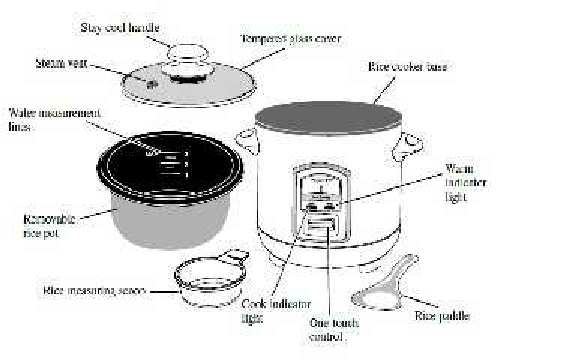 Stay cool handle
Tempered glass cover
Steam vent
Rice cooker base
Water measurement
lines
Warm
indicator
light
Removable
rice pot
Rice measuring scoop
Cook indicator
light
One touch
control
Rice paddle